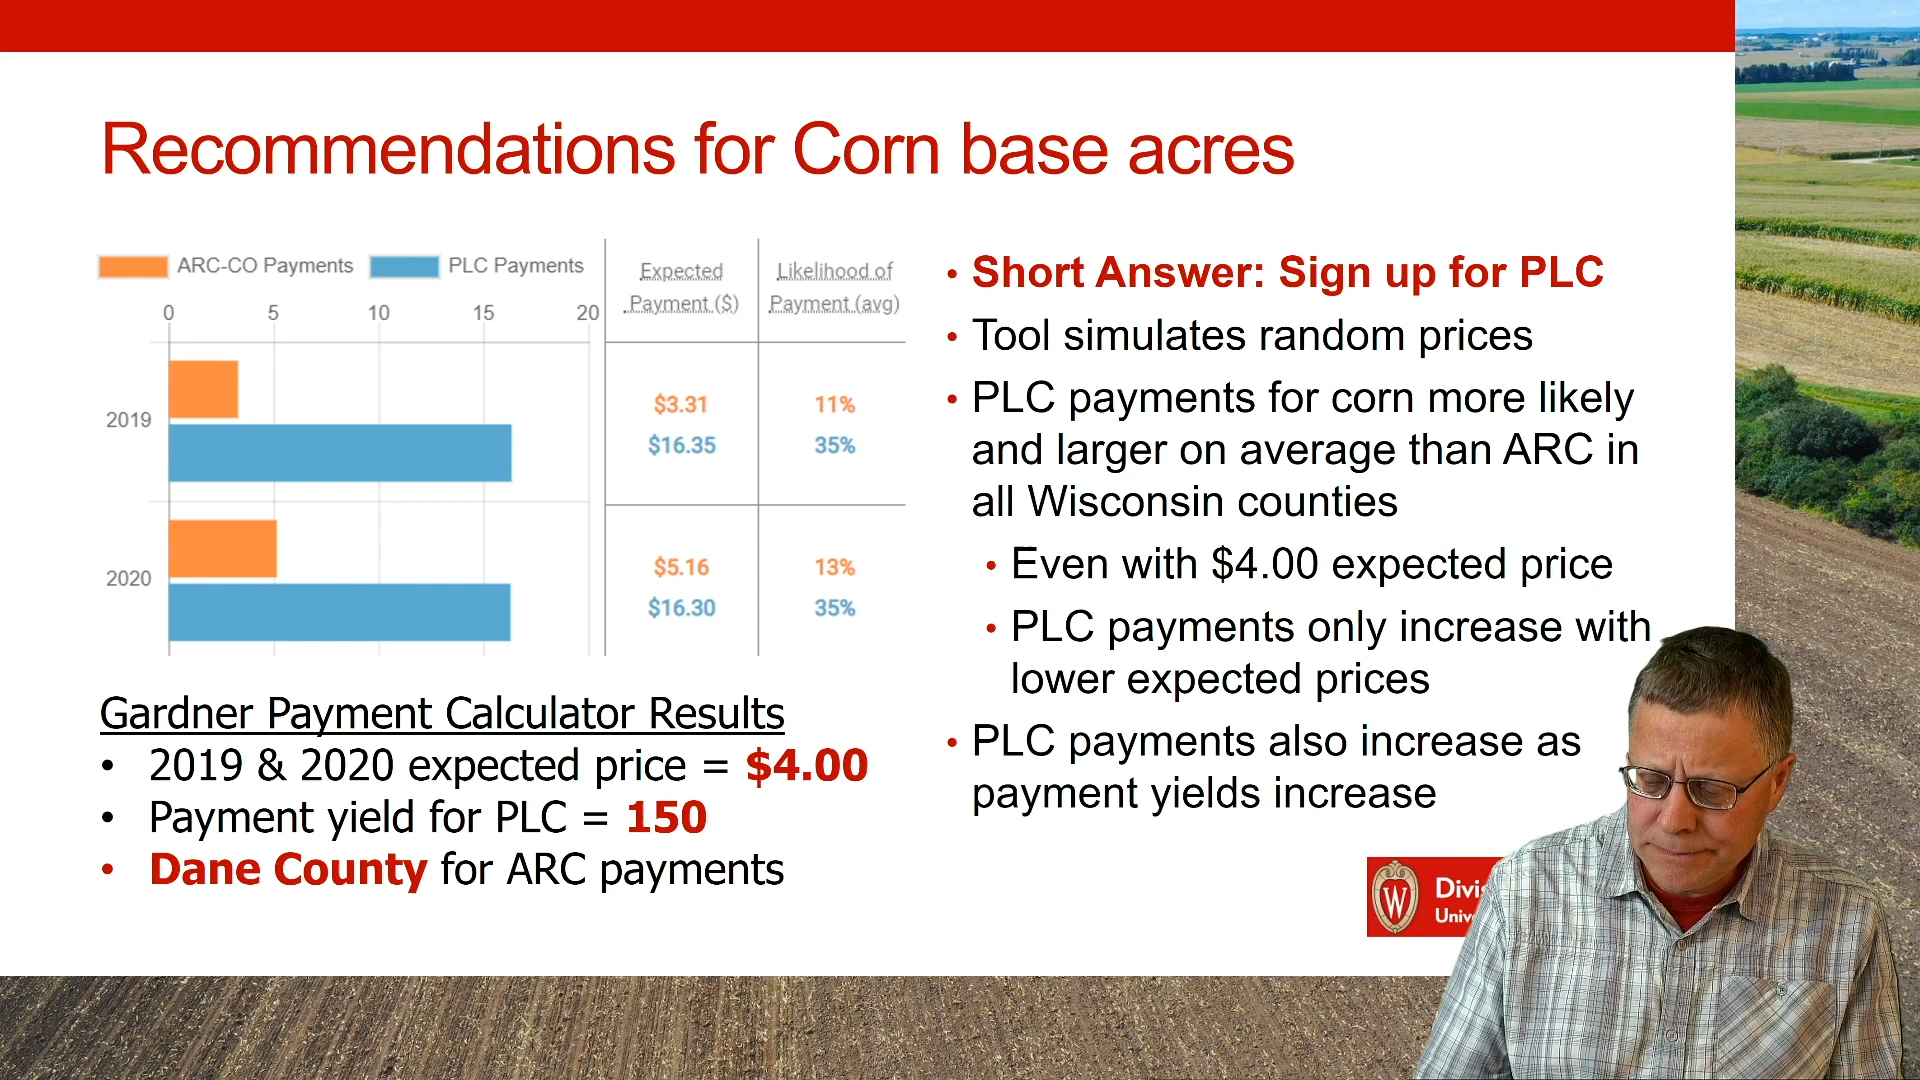 Recommendations for Corn base acres
ARC-CO Payments
PLC Payments
0
5
10
15
20
Expected
Payment ($)
Likelihood of
Payment (avg)
2019
$3.31
11%
$16.35
35%
2020
$5.16
13%
$16.30
35%
Gardner Payment Calculator Results
• 2019 & 2020 expected price = $4.00
• Payment yield for PLC = 150
• Dane County for ARC payments
• Short Answer: Sign up for PLC
• Tool simulates random prices
• PLC payments for corn more likely
and larger on average than ARC in
all Wisconsin counties
• Even with $4.00 expected price
• PLC payments only increase with
lower expected prices
• PLC payments also increase as
payment yields increase
W